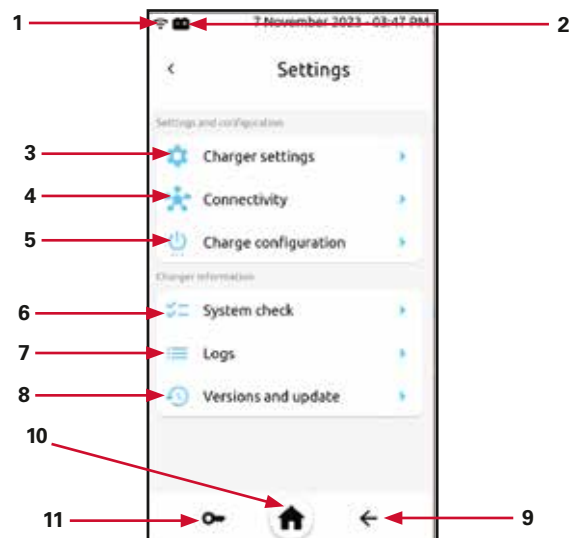 1
7 November 2023 - 03:47 PM
2
Settings
Settings and configuration
3
Charger settings
4
Connectivity
5
Charge configuration
Charger information
6
System check
7
Logs
8
Versions and update
10
11
9